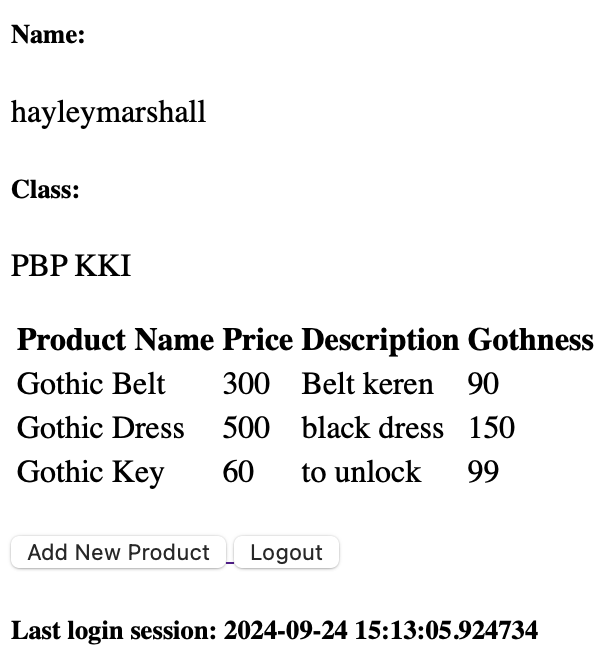 Name:
hayleymarshall
Class:
PBP KKI
Product Name Price Description Gothness
Gothic Belt 300 Belt keren 90
Gothic Dress 500 black dress 150
Gothic Key 60 to unlock 99
Add New Product Logout
Last login session: 2024-09-24 15:13:05.924734